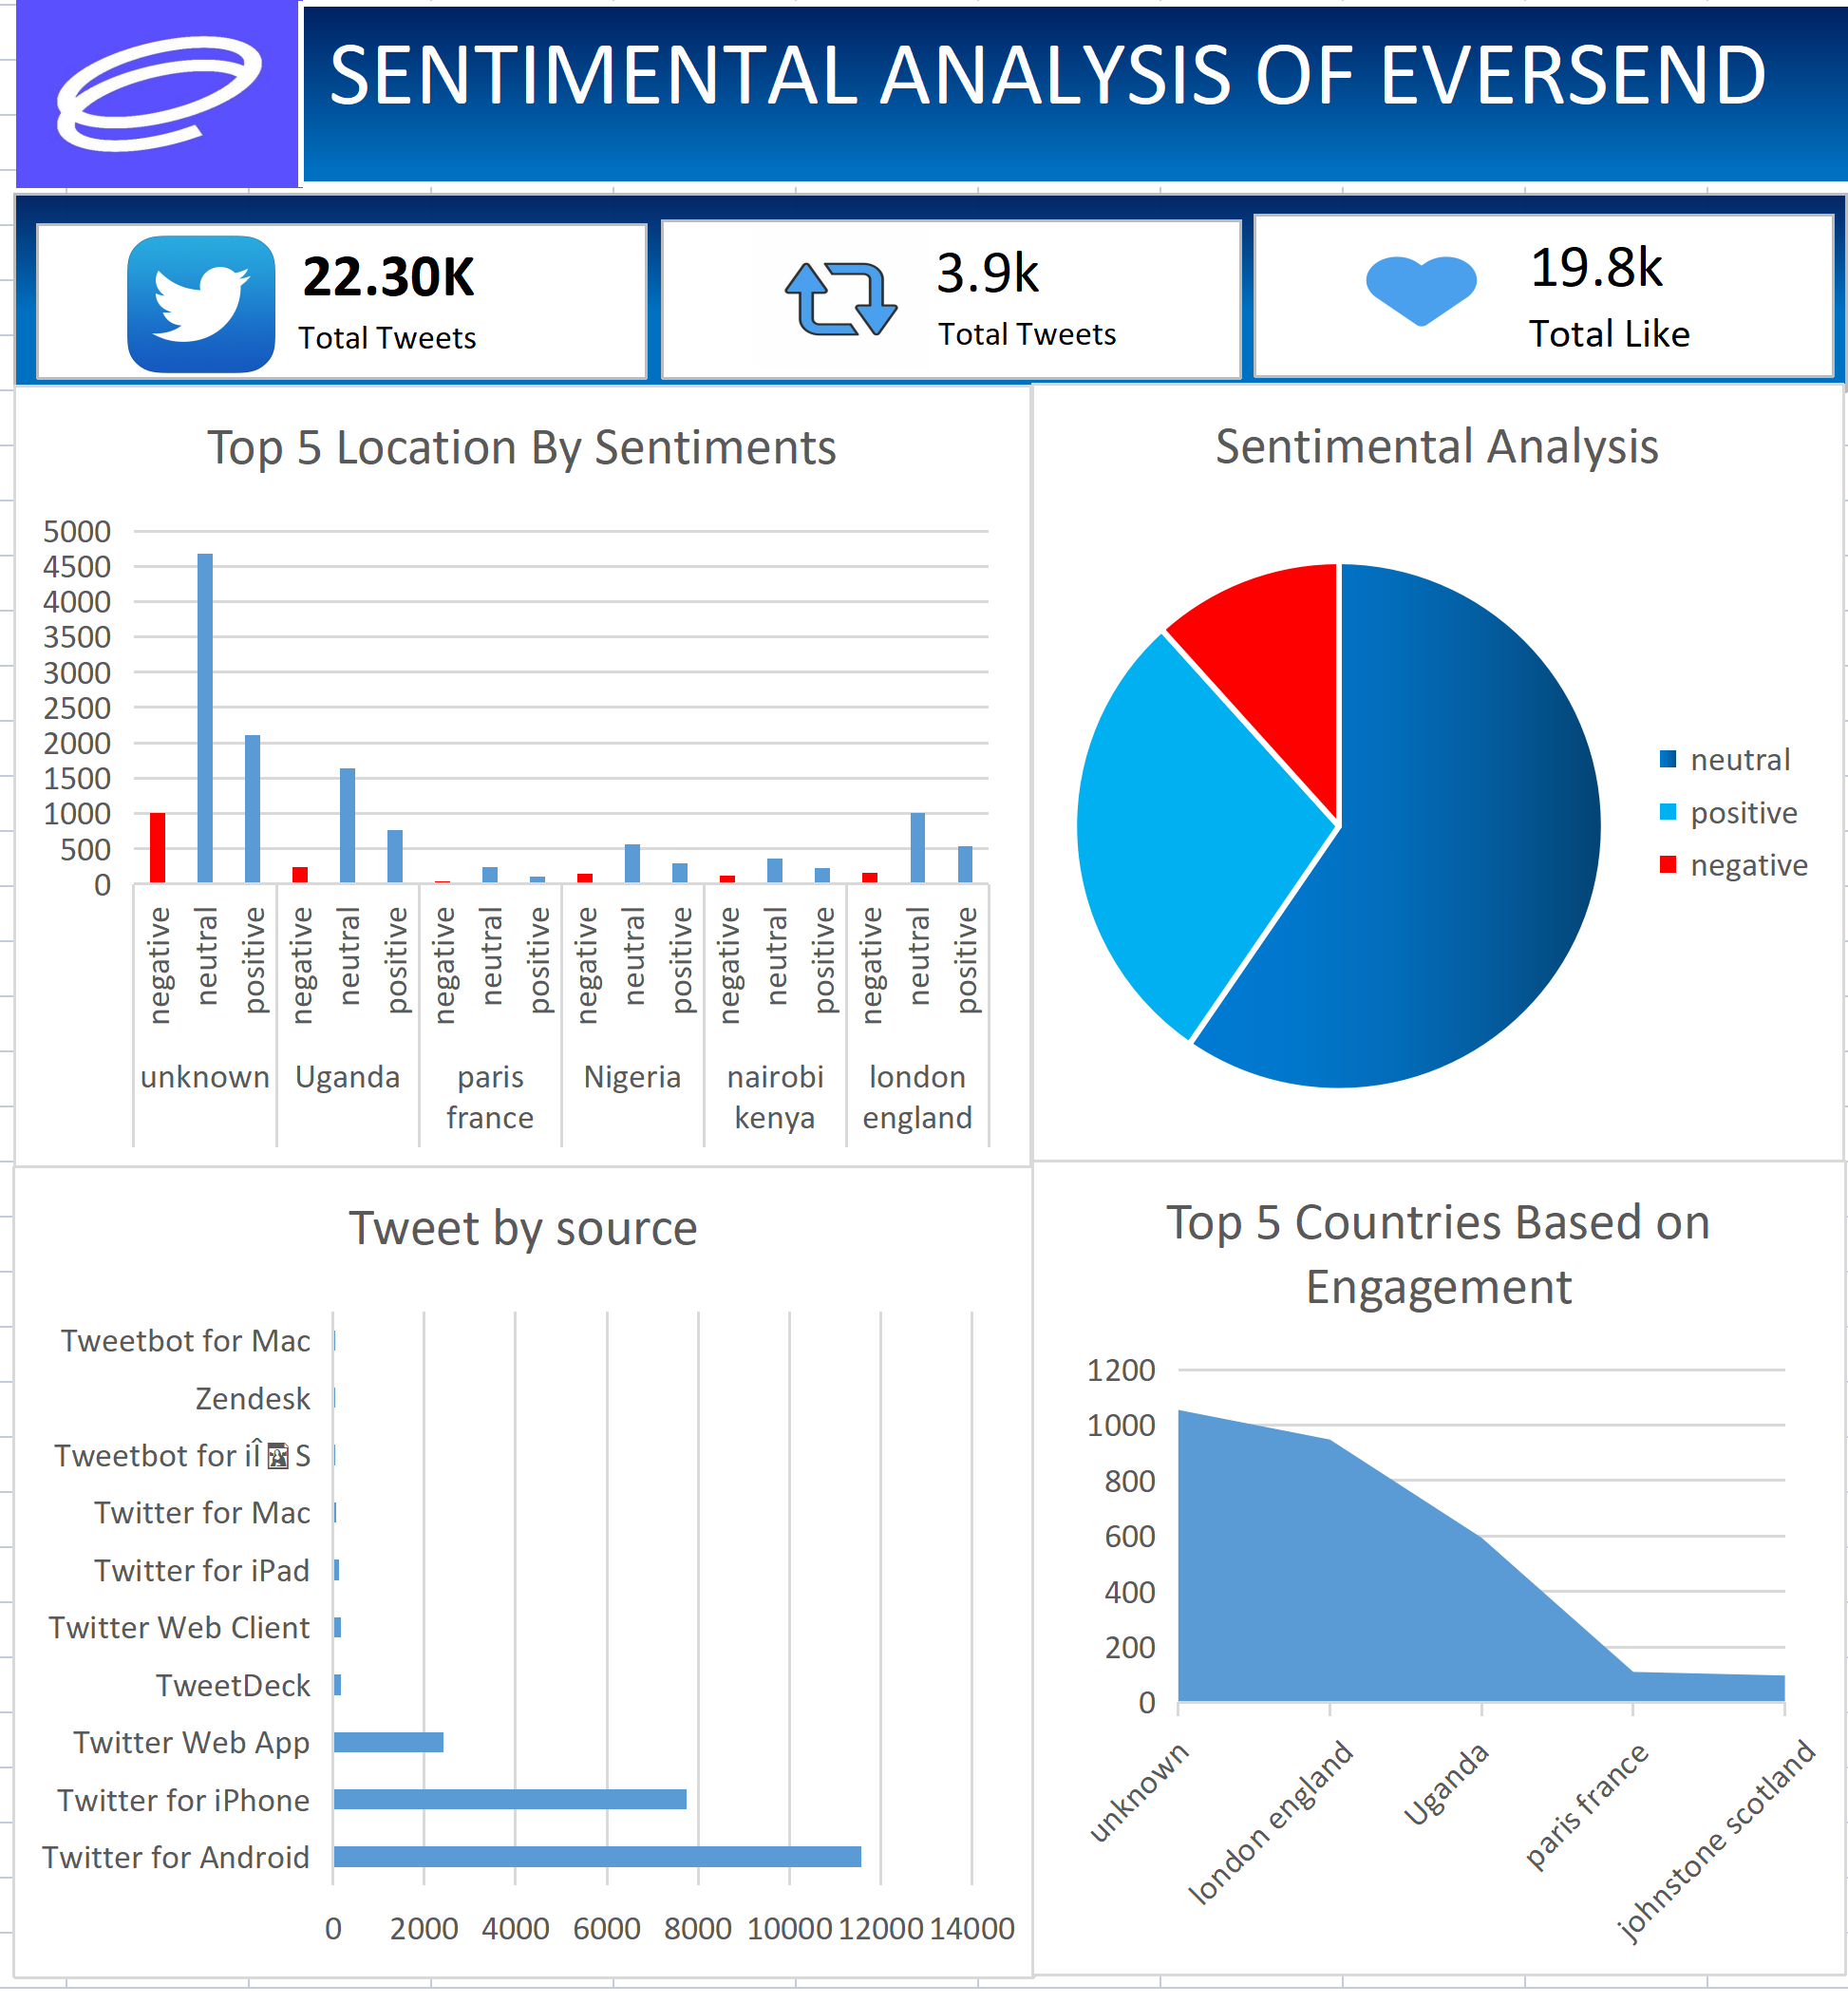 SENTIMENTAL ANALYSIS OF EVERSEND
22.30K
Total Tweets
3.9k
Total Tweets
19.8k
Total Like
Top 5 Location By Sentiments
5000
4500
4000
3500
3000
2500
2000
1500
1000
500
0
negative neutral positive negative neutral positive negative neutral positive negative neutral positive negative neutral positive negative neutral positive
unknown Uganda paris france Nigeria nairobi kenya london england
Sentimental Analysis
neutral
positive
negative
Tweet by source
Tweetbot for Mac
Zendesk
Tweetbot for iÎS
Twitter for Mac
Twitter for iPad
Twitter Web Client
TweetDeck
Twitter Web App
Twitter for iPhone
Twitter for Android
0 2000 4000 6000 8000 10000 12000 14000
Top 5 Countries Based on
Engagement
1200
1000
800
600
400
200
0
unknown
london england
Uganda
paris france
johnstone scotland